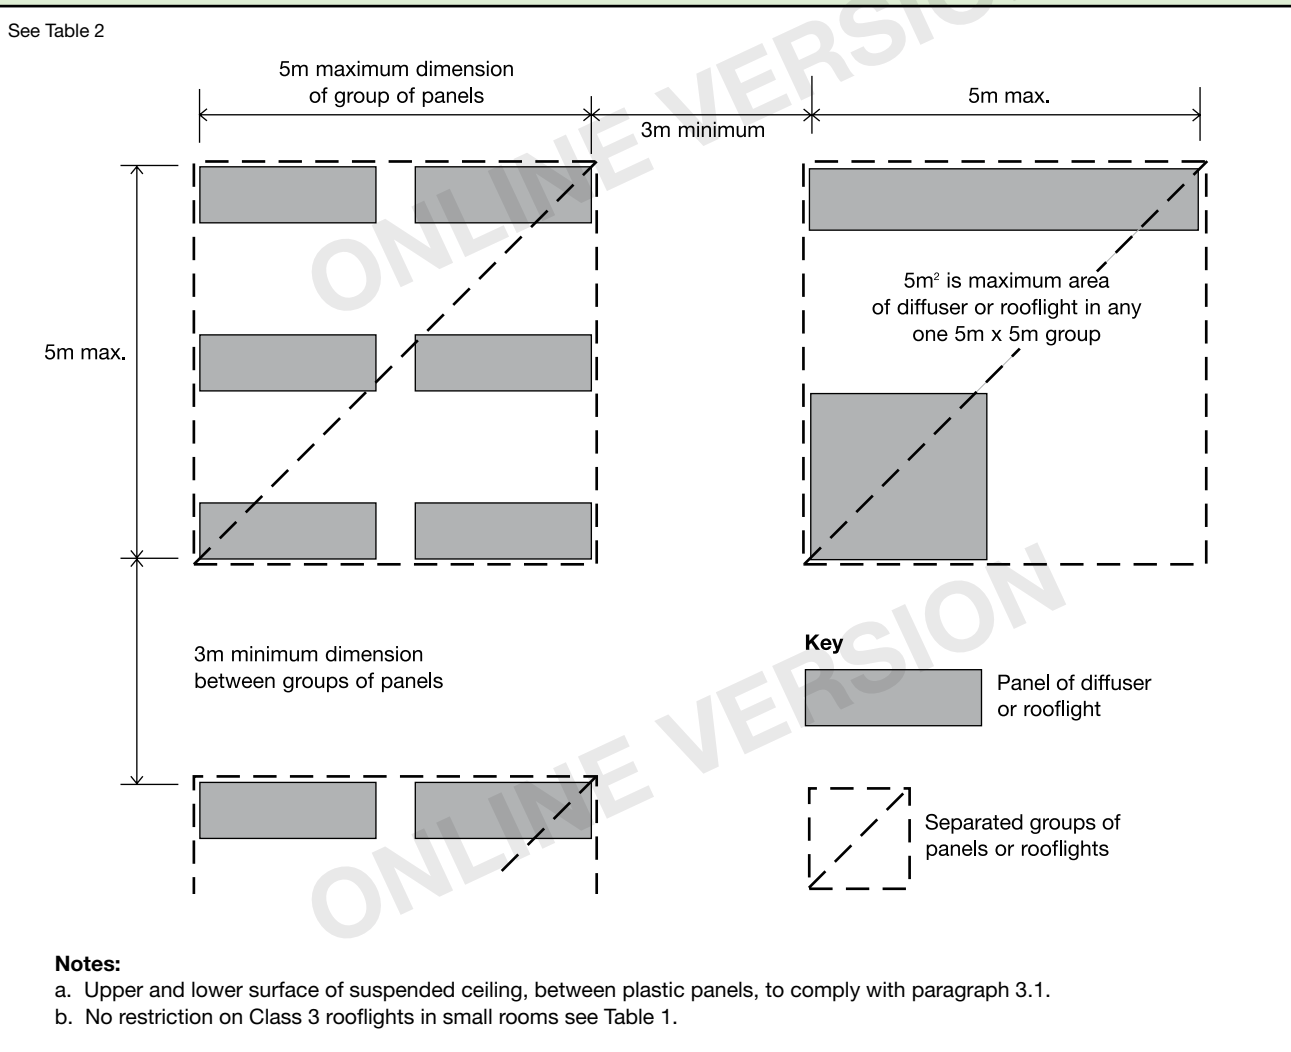 See Table 2
5m maximum dimension
of group of panels
3m minimum
5m max.
5m max.
5m² is maximum area
of diffuser or rooflight in any
one 5m x 5m group
3m minimum dimension
between groups of panels
Key
Panel of diffuser
or rooflight
Separated groups of
panels or rooflights
Notes:
a. Upper and lower surface of suspended ceiling, between plastic panels, to comply with paragraph 3.1.
b. No restriction on Class 3 rooflights in small rooms see Table 1.
ONLINE VERSION
ONLINE VERSION